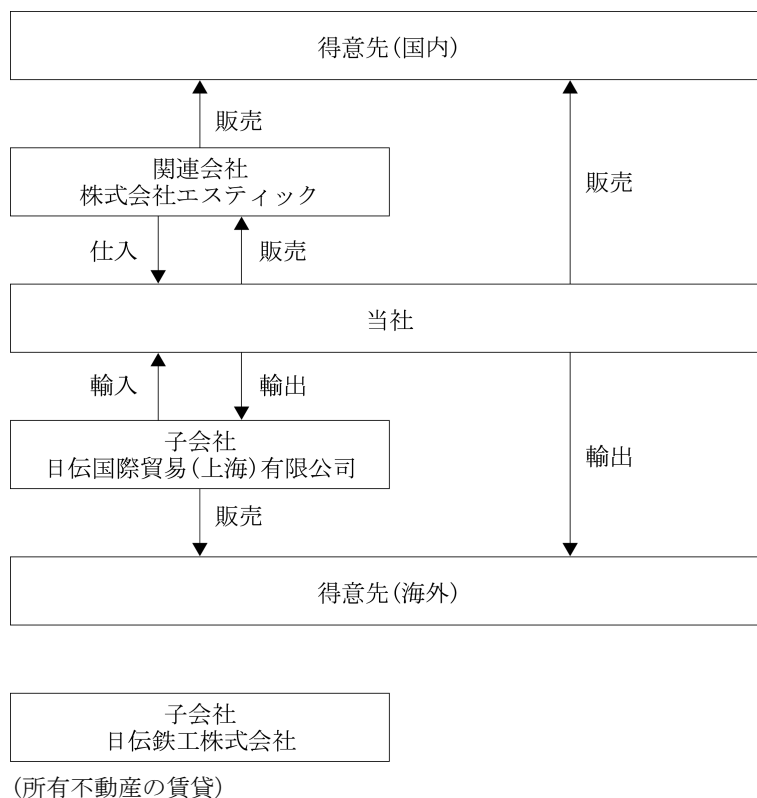 得意先(国内)
販売
関連会社
株式会社エスティック
販売
仕入
販売
当社
輸入
輸出
子会社
日伝国際貿易(上海)有限公司
輸出
販売
得意先(海外)
子会社
日伝鉄工株式会社
(所有不動産の賃貸)